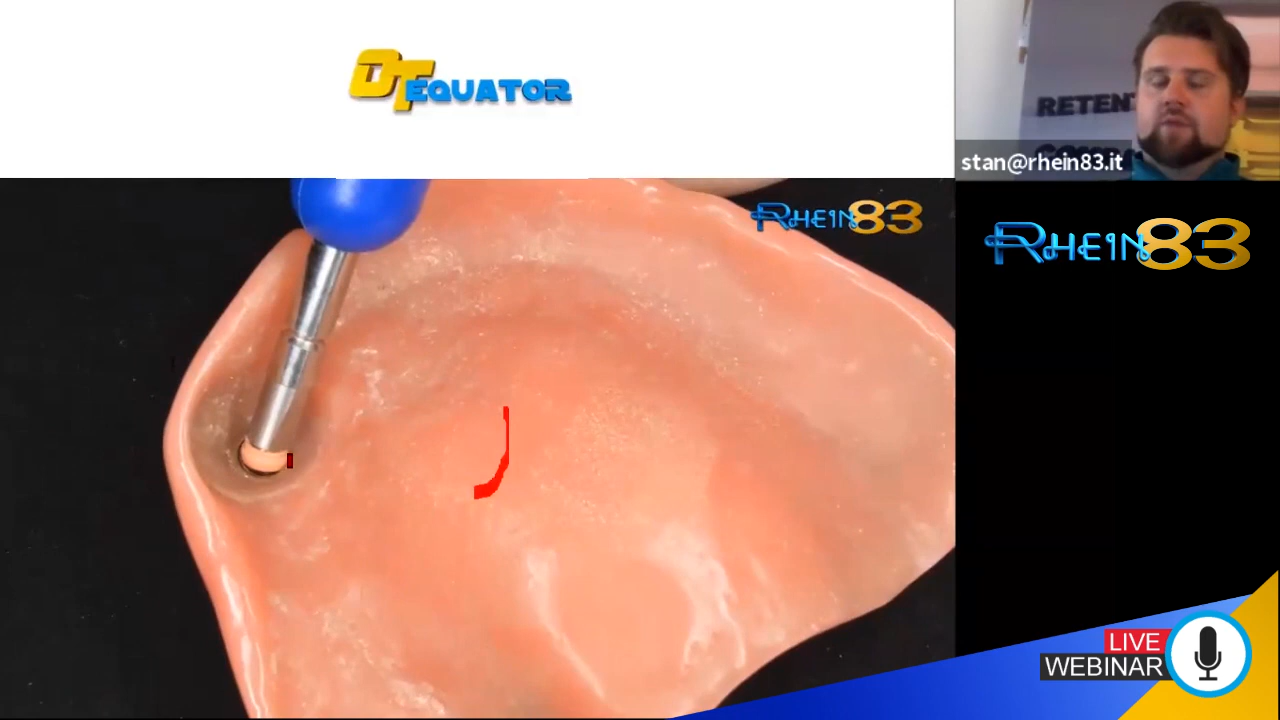 OT EQUATOR
RETENT
stan@rhein83.it
RHEIN83
RHEIN83
LIVE
WEBINAR